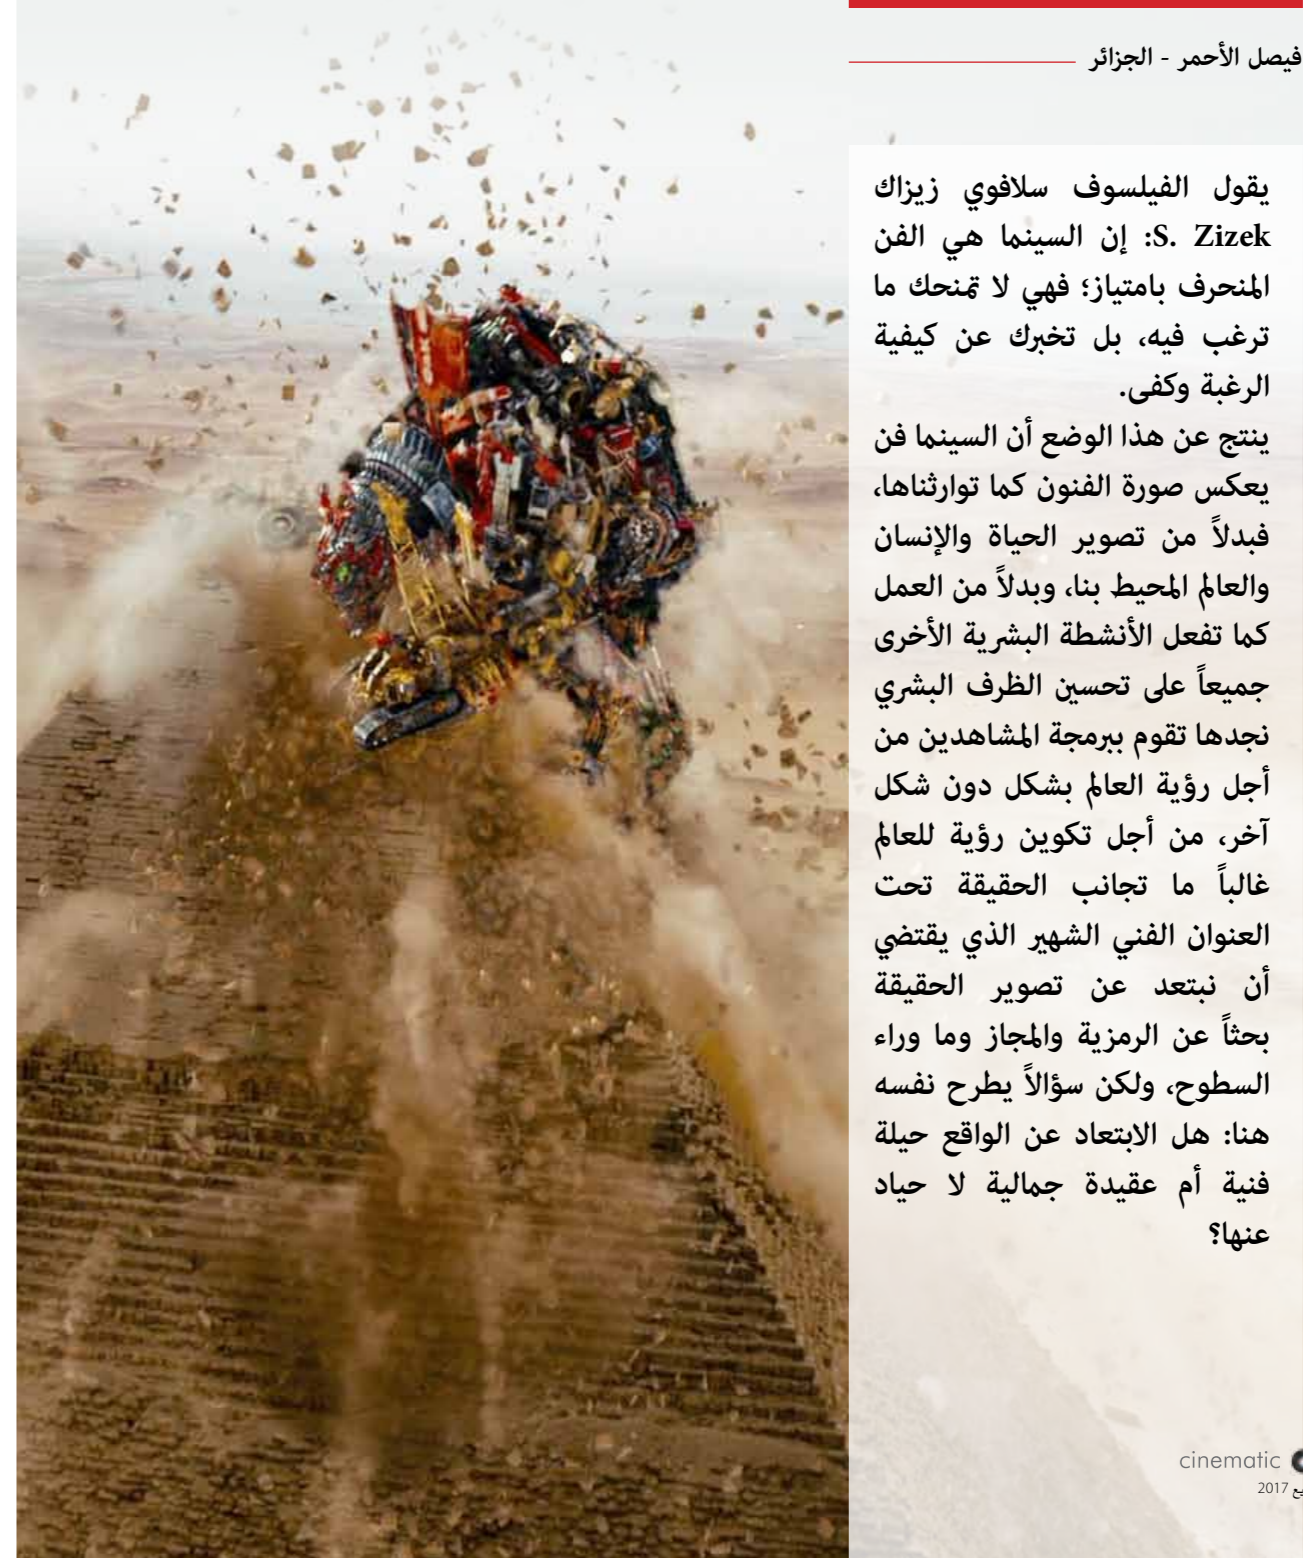 فيصل الأحمر - الجزائر
يقول الفيلسوف سلافوي زيزاك
S. Zizek: إن السينما هي الفن
المنحرف بامتياز؛ فهي لا تمنحك ما
ترغب فيه، بل تخبرك عن كيفية
الرغبة وكفى.
ينتج عن هذا الوضع أن السينما فن
يعكس صورة الفنون كما توارثناها،
فبدلاً من تصوير الحياة والإنسان
والعالم المحيط بنا، وبدلاً من العمل
كما تفعل الأنشطة البشرية الأخرى
جميعاً على تحسين الظرف البشري
نجدها تقوم ببرمجة المشاهدين من
أجل رؤية العالم بشكل دون شكل
آخر، من أجل تكوين رؤية للعالم
غالباً ما تجانب الحقيقة تحت
العنوان الفني الشهير الذي يقتضي
أن نبتعد عن تصوير الحقيقة
بحثاً عن الرمزية والمجاز وما وراء
السطوح، ولكن سؤالاً يطرح نفسه
هنا: هل الابتعاد عن الواقع حيلة
فنية أم عقيدة جمالية لا حياد
عنها؟
cinematic
2017